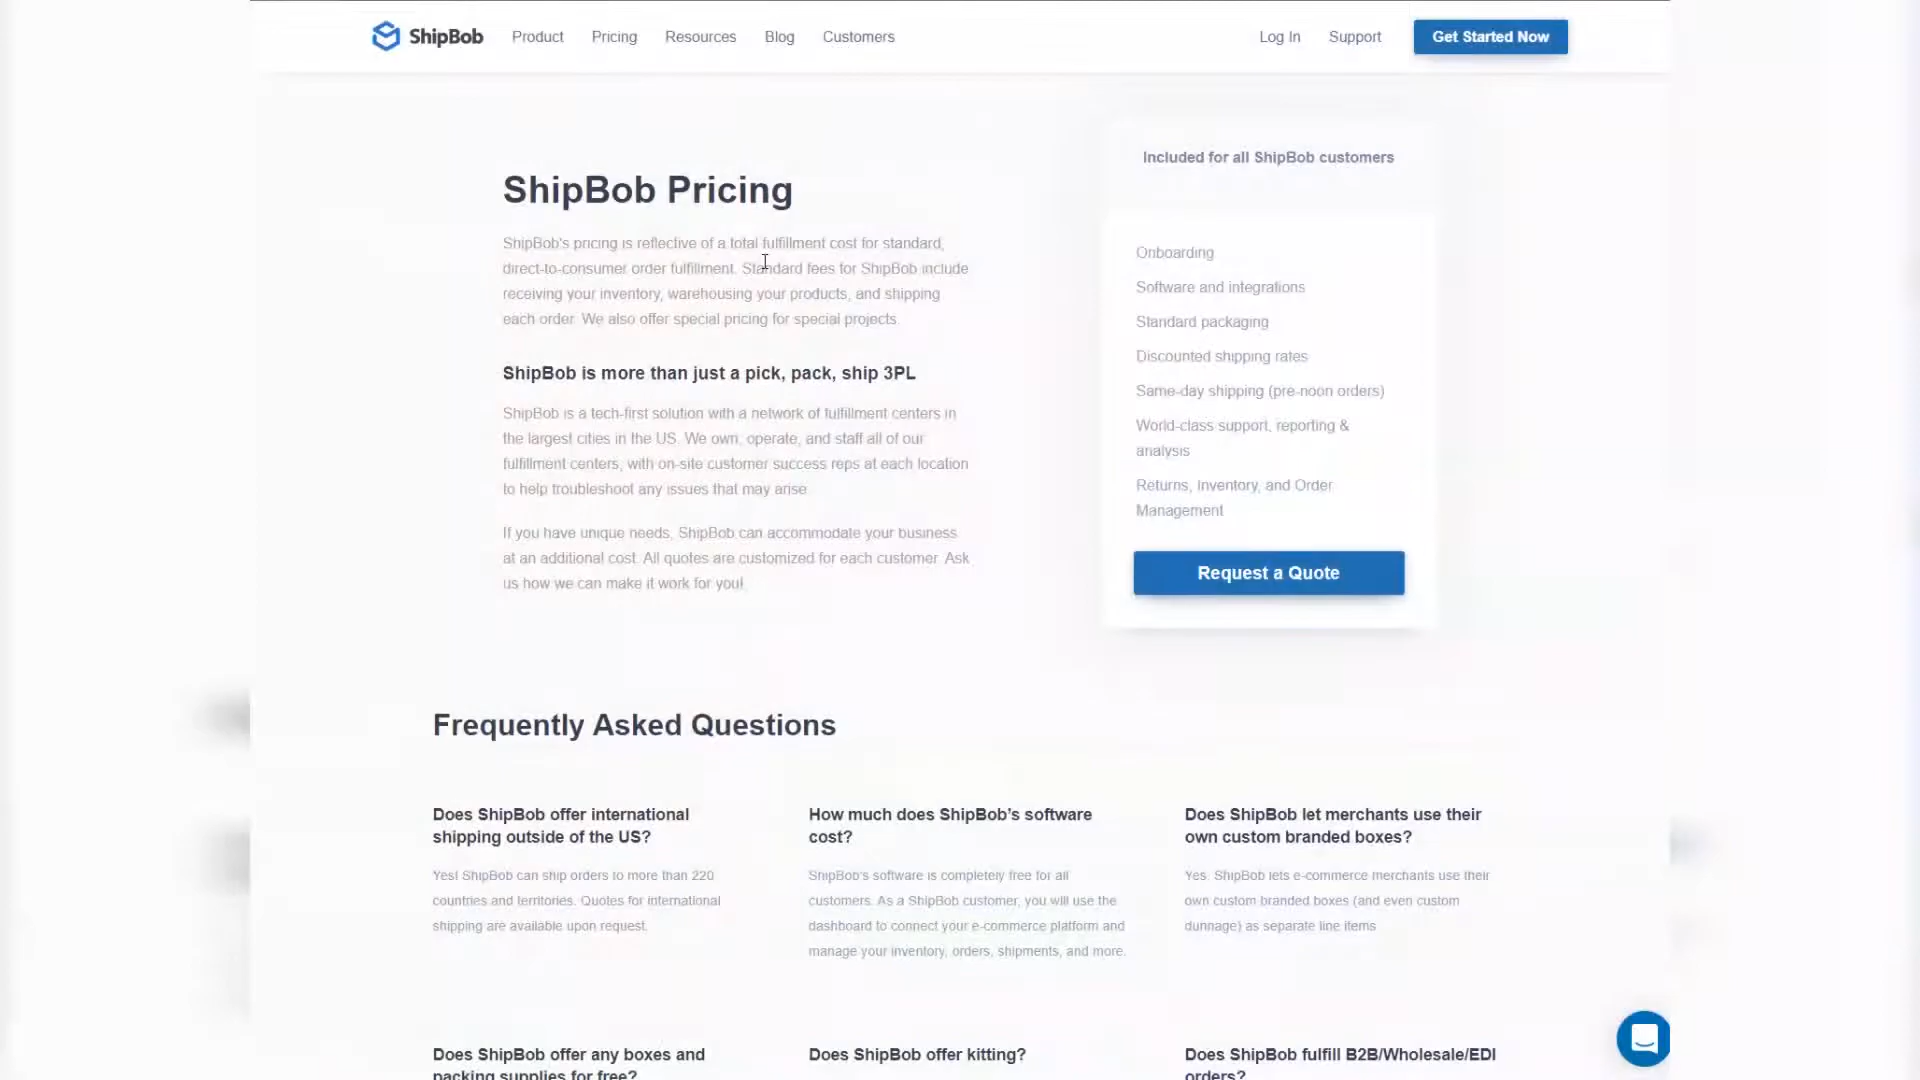 ShipBob Product Pricing Resources Blog Customers Log In Support Get Started Now
ShipBob Pricing
ShipBob's pricing is reflective of a total fulfillment cost for standard,
direct-to-consumer order fulfillment. Standard fees for ShipBob include
receiving your inventory, warehousing your products, and shipping
each order. We also offer special pricing for special projects.
ShipBob is more than just a pick, pack, ship 3PL
ShipBob is a tech-first solution with a network of fulfillment centers in
the largest cities in the US. We own, operate, and staff all of our
fulfillment centers, with on-site customer success reps at each location
to help troubleshoot any issues that may arise.
If you have unique needs, ShipBob can accommodate your business
at an additional cost. All quotes are customized for each customer. Ask
us how we can make it work for you!
Included for all ShipBob customers
Onboarding
Software and integrations
Standard packaging
Discounted shipping rates
Same-day shipping (pre-noon orders)
World-class support, reporting &
analysis
Returns, Inventory, and Order
Management
Request a Quote
Frequently Asked Questions
Does ShipBob offer international
shipping outside of the US?
Yes! ShipBob can ship orders to more than 220
countries and territories. Quotes for international
shipping are available upon request.
How much does ShipBob's software
cost?
ShipBob's software is completely free for all
customers. As a ShipBob customer, you will use the
dashboard to connect your e-commerce platform and
manage your inventory, orders, shipments, and more.
Does ShipBob let merchants use their
own custom branded boxes?
Yes. ShipBob lets e-commerce merchants use their
own custom branded boxes (and even custom
dunnage) as separate line items
Does ShipBob offer any boxes and
packing supplies for free?
Does ShipBob offer kitting?
Does ShipBob fulfill B2B/Wholesale/EDI
orders?